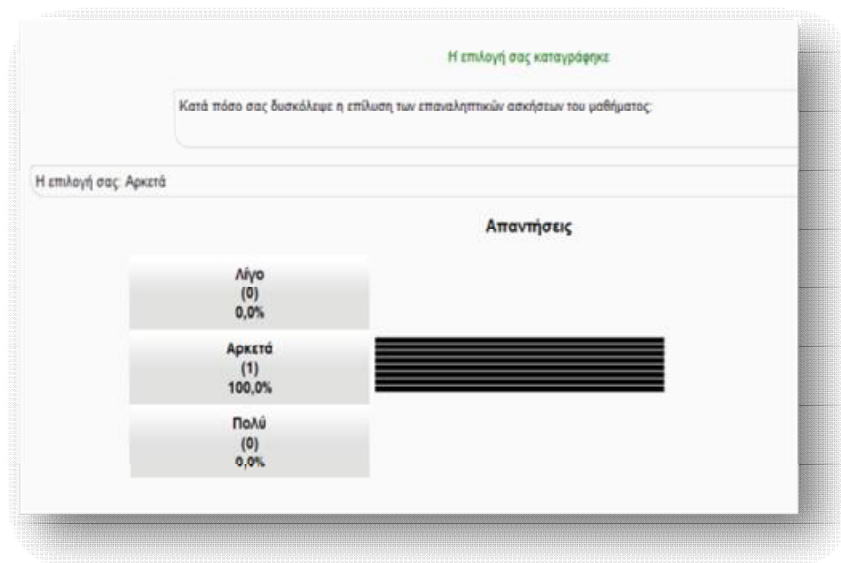 Η επιλογή σας καταγράφηκε
Κατά πόσο σας δυσκόλεψε η επίλυση των επαναληπτικών ασκήσεων του μαθήματος:
Η επιλογή σας: Αρκετά
Απαντήσεις
Λίγο
(0)
0,0%
Αρκετά
(1)
100,0%
Πολύ
(0)
0,0%